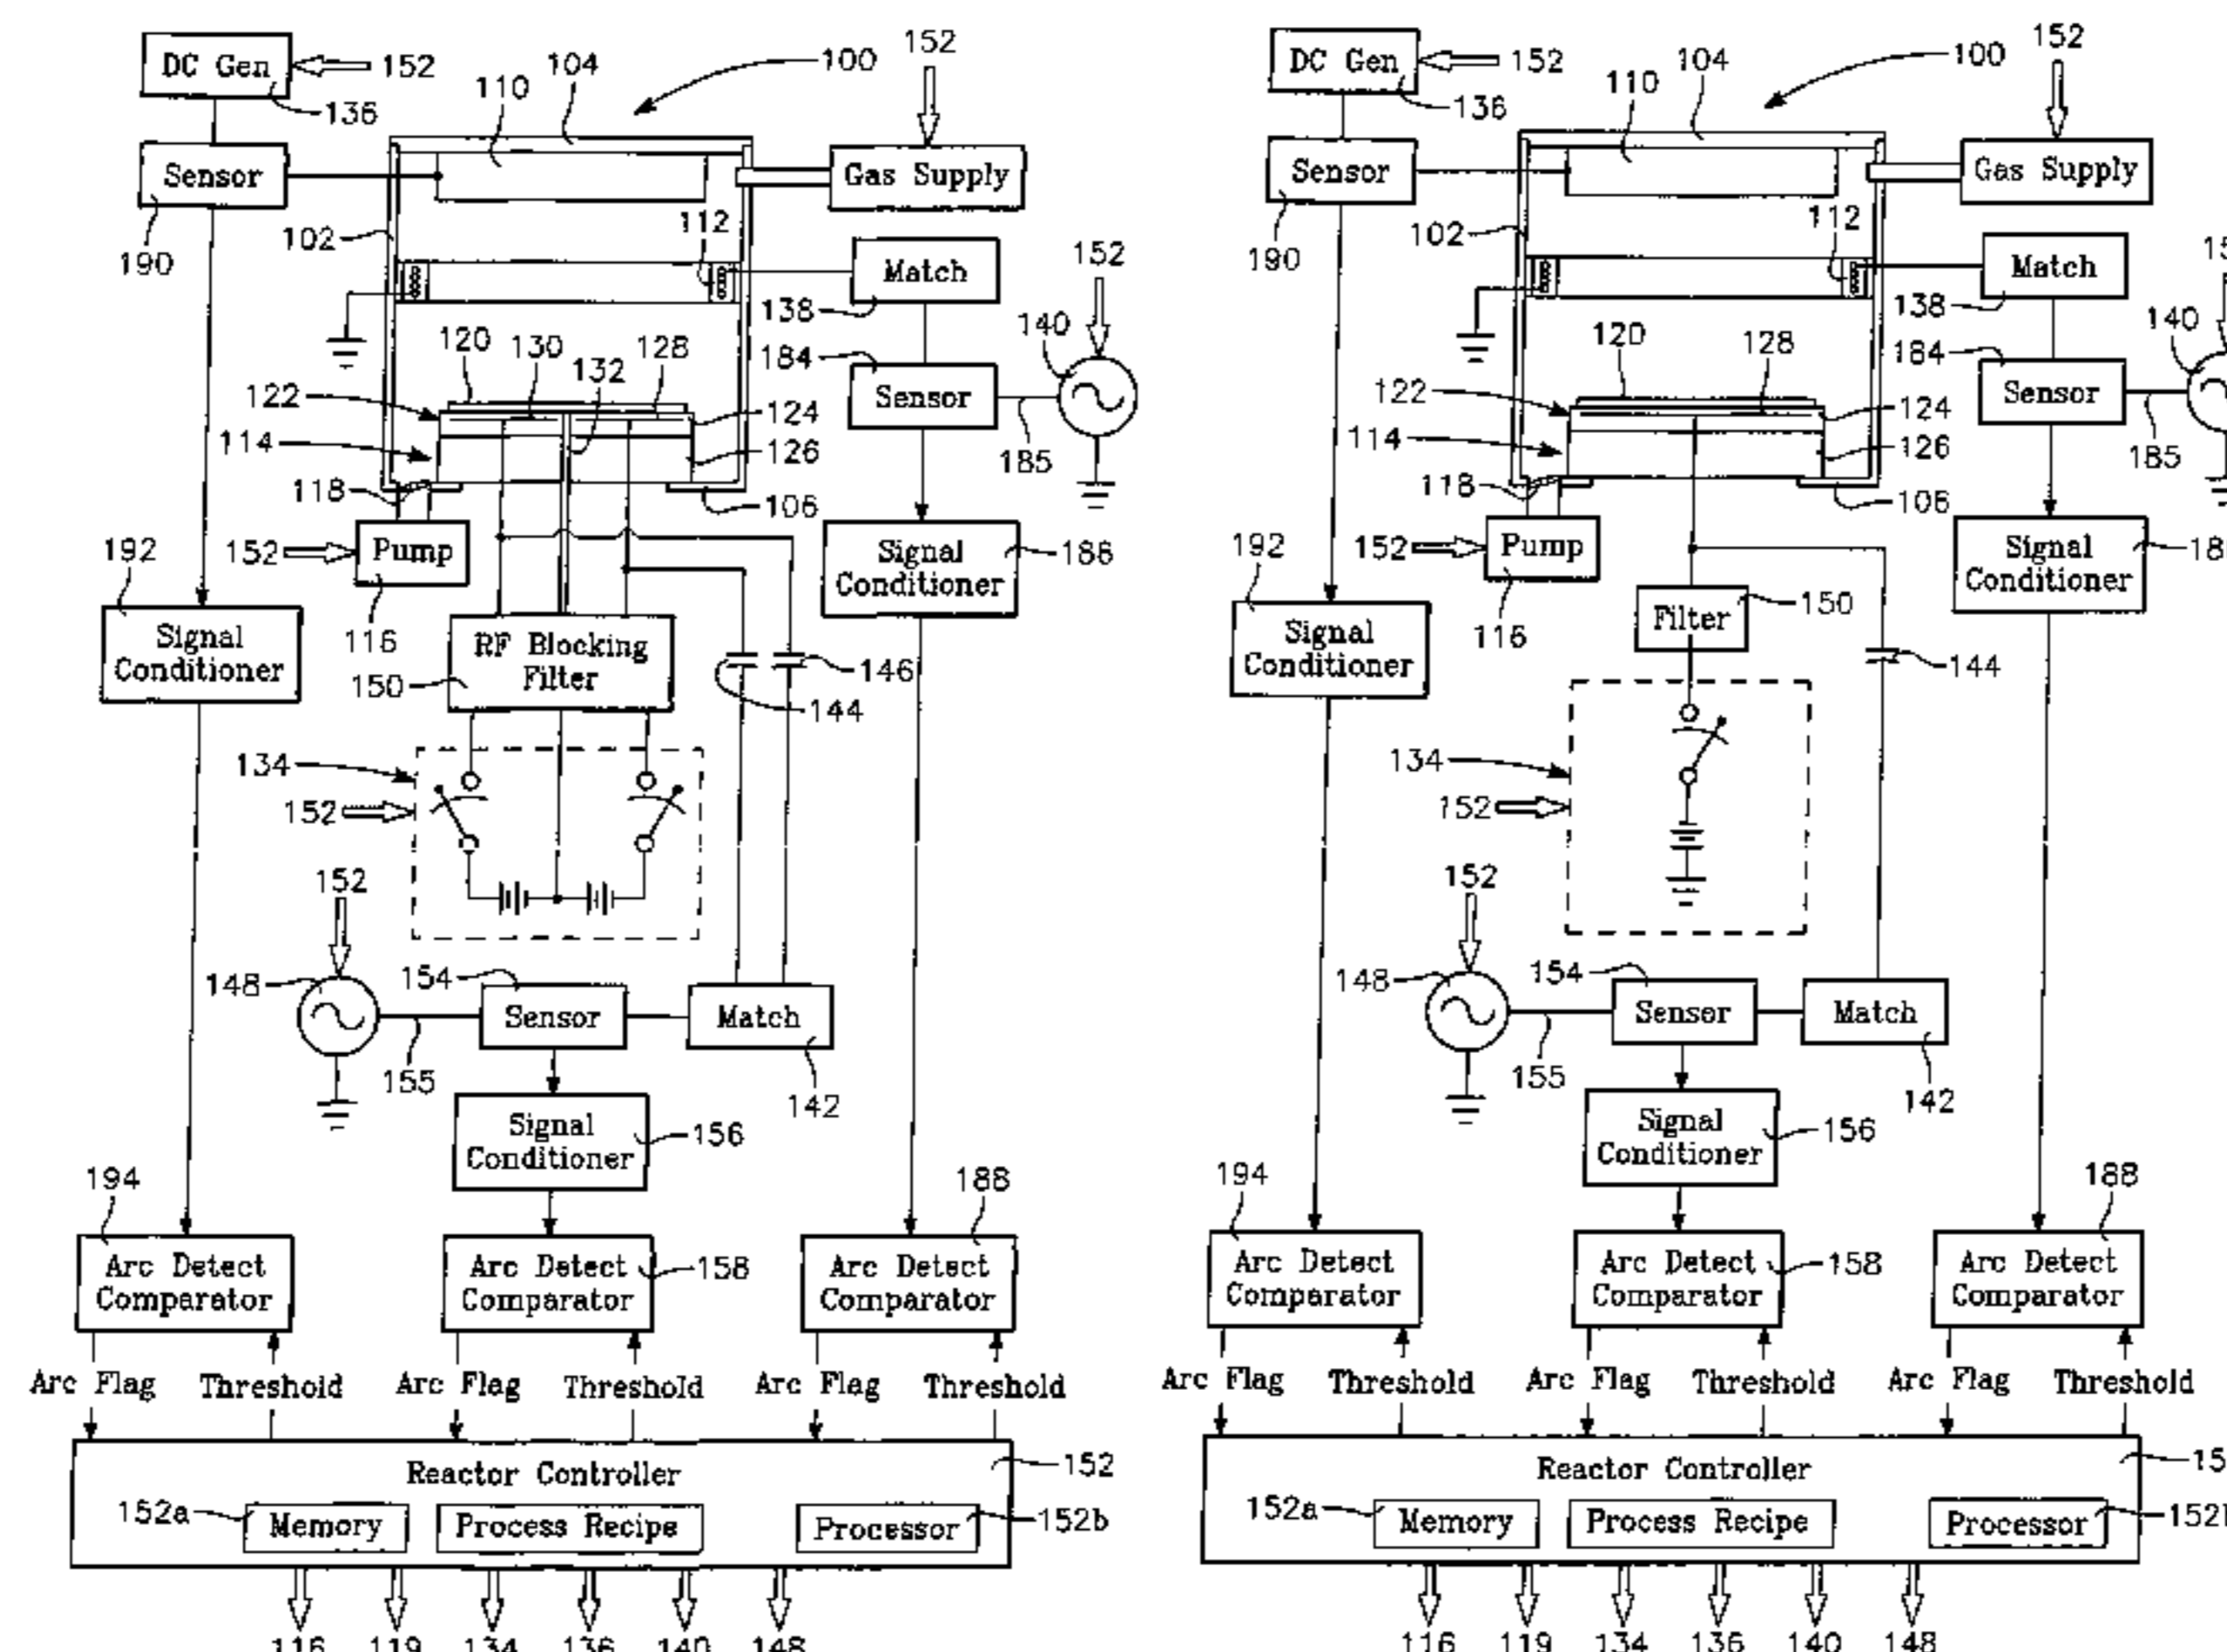 DC Gen
152
136
Sensor
190
110
104
100
152
Gas Supply
102
112
Match
138
152
140
184
Sensor
185
120
130
132
128
122
124
114
126
118
106
152
Pump
116
Signal
Conditioner
186
192
Signal
Conditioner
RF Blocking
Filter
150
146
144
134
152
152
148
154
Sensor
155
Match
142
Signal
Conditioner
156
194
Arc Detect
Comparator
Arc Detect
Comparator
158
188
Arc Detect
Comparator
Arc Flag
Threshold
Arc Flag
Threshold
Arc Flag
Threshold
Reactor Controller
152
152a
Memory
Process Recipe
Processor
152b
116 119 134 136 140 148
DC Gen
152
136
Sensor
190
110
104
100
152
Gas Supply
102
112
Match
138
140
184
Sensor
185
120
128
122
124
114
126
118
106
152
Pump
116
Signal
Conditioner
192
Signal
Conditioner
Filter
150
144
134
152
152
148
154
Sensor
155
Match
142
Signal
Conditioner
156
194
Arc Detect
Comparator
Arc Detect
Comparator
158
188
Arc Detect
Comparator
Arc Flag
Threshold
Arc Flag
Threshold
Arc Flag
Threshold
Reactor Controller
152a
Memory
Process Recipe
Processor
116 119 134 136 140 148